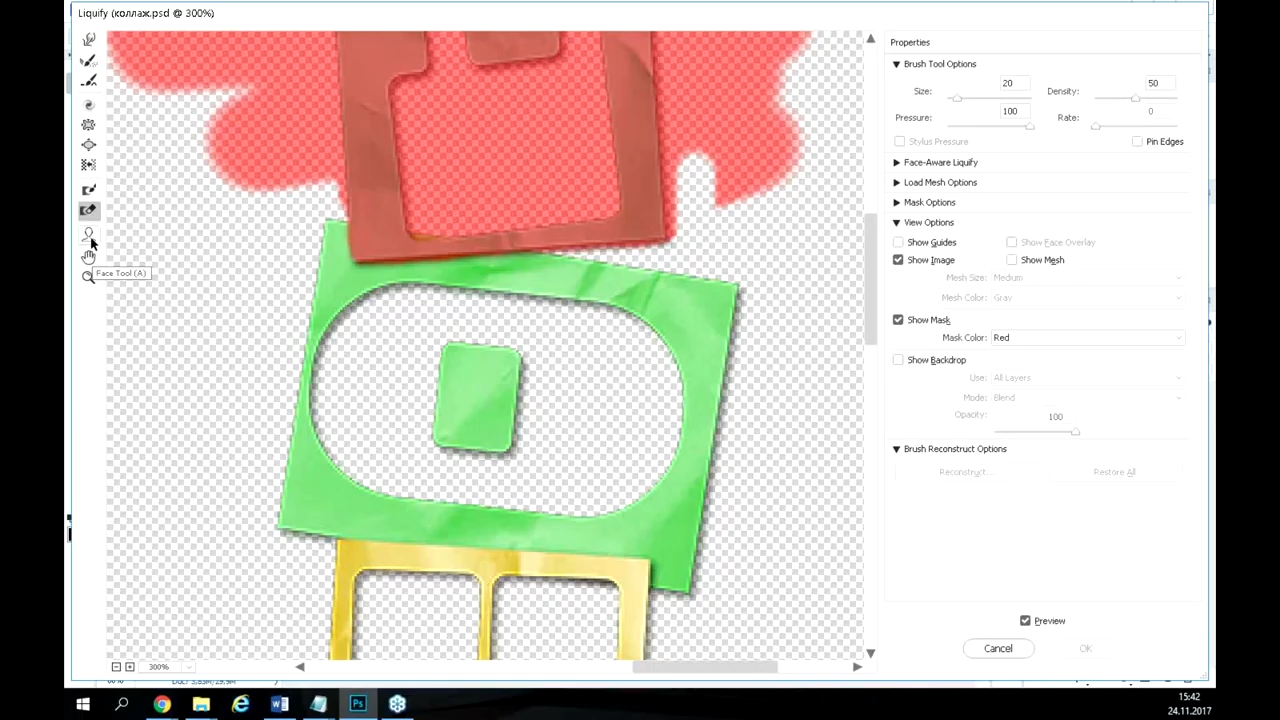 Liquify (коллаж.psd @ 300%)
Properties
Brush Tool Options
Size: 20 Density: 50
Pressure: 100 Rate: 0
Stylus Pressure Pin Edges
Face-Aware Liquify
Load Mesh Options
Mask Options
View Options
Show Guides Show Face Overlay
Show Image Show Mesh
Mesh Size: Medium
Mesh Color: Gray
Show Mask
Mask Color: Red
Show Backdrop
Use: All Layers
Mode: Blend
Opacity: 100
Brush Reconstruct Options
Reconstruct... Restore All
Face Tool (A)
Preview
Cancel OK
300%
Ps
15:42
24.11.2017